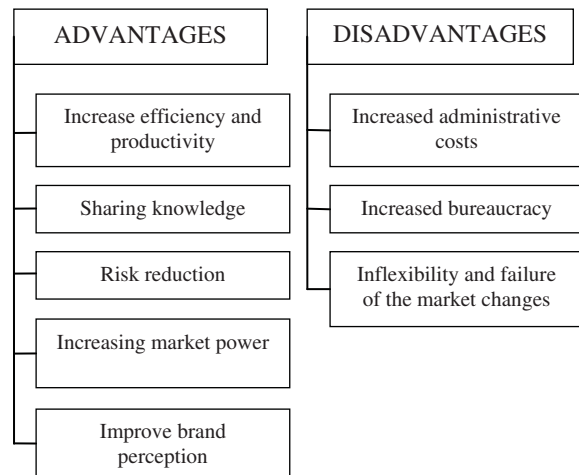 ADVANTAGES
Increase efficiency and
productivity
Sharing knowledge
Risk reduction
Increasing market power
Improve brand
perception
DISADVANTAGES
Increased administrative
costs
Increased bureaucracy
Inflexibility and failure
of the market changes